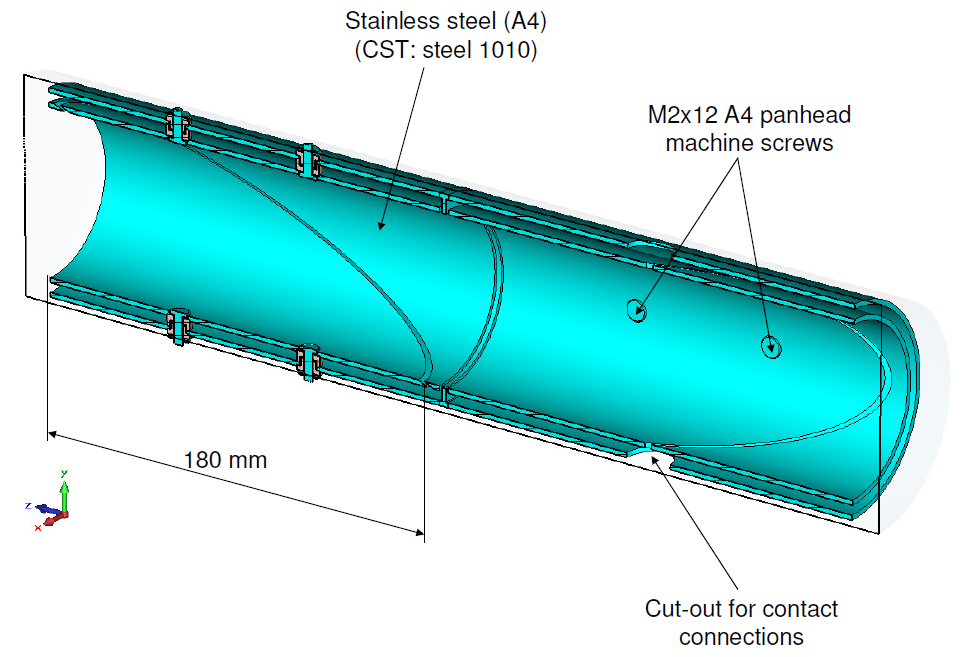 Stainless steel (A4)
(CST: steel 1010)
M2x12 A4 panhead
machine screws
180 mm
y
z
x
Cut-out for contact
connections